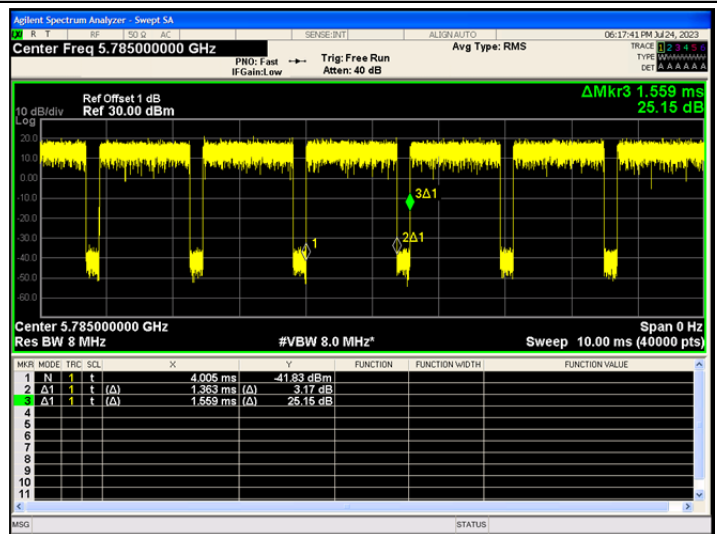 Agilent Spectrum Analyzer - Swept SA
R T RF 50 Ω AC SENSE:INT ALIGN AUTO 06:17:41 PM Jul 24, 2023
Center Freq 5.785000000 GHz Avg Type: RMS TRACE 1 2 3 4 5 6
PNO: Fast Trig: Free Run TYPE
IFGain:Low Atten: 40 dB DET A A A A A A
ΔMkr3 1.559 ms
Ref Offset 1 dB 25.15 dB
10 dB/div Ref 30.00 dBm
Log
20.0
10.0
0.00
3Δ1
-10.0
-20.0
-30.0
1 2Δ1
-40.0
-50.0
-60.0
Center 5.785000000 GHz Span 0 Hz
Res BW 8 MHz #VBW 8.0 MHz* Sweep 10.00 ms (40000 pts)
MKR MODE TRC SCL X Y FUNCTION FUNCTION WIDTH FUNCTION VALUE
1 N 1 t 4.005 ms -41.83 dBm
2 Δ1 1 t (Δ) 1.363 ms (Δ) 3.17 dB
3 Δ1 1 t (Δ) 1.559 ms (Δ) 25.15 dB
4
5
6
7
8
9
10
11
MSG STATUS